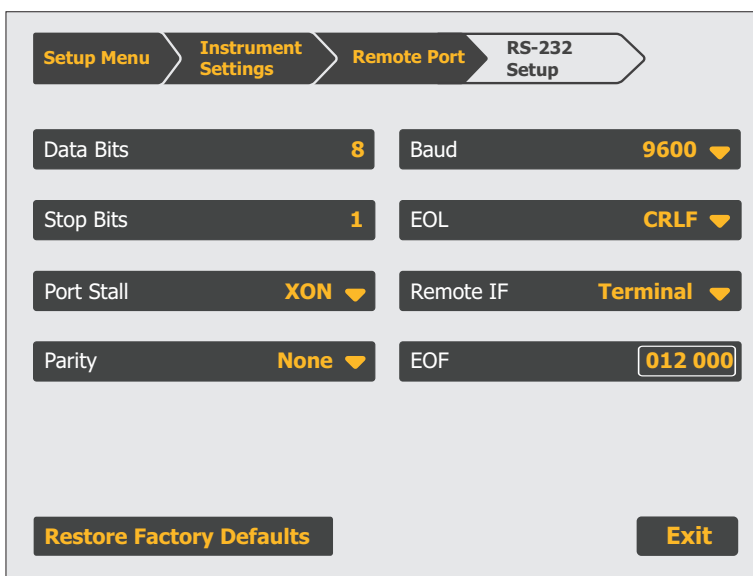 Setup Menu
Instrument
Settings
Remote Port
RS-232
Setup
Data Bits 8
Baud 9600
Stop Bits 1
EOL CRLF
Port Stall XON
Remote IF Terminal
Parity None
EOF 012 000
Restore Factory Defaults
Exit